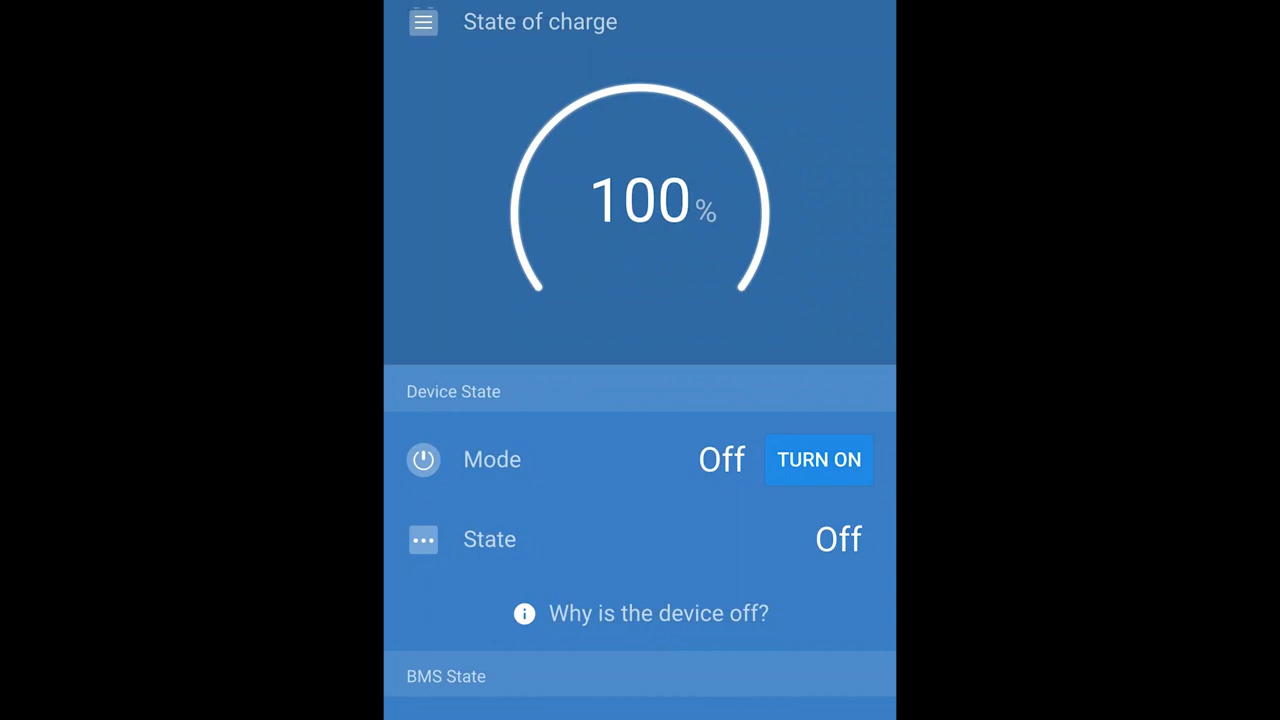 State of charge
100%
Device State
Mode Off TURN ON
State Off
Why is the device off?
BMS State